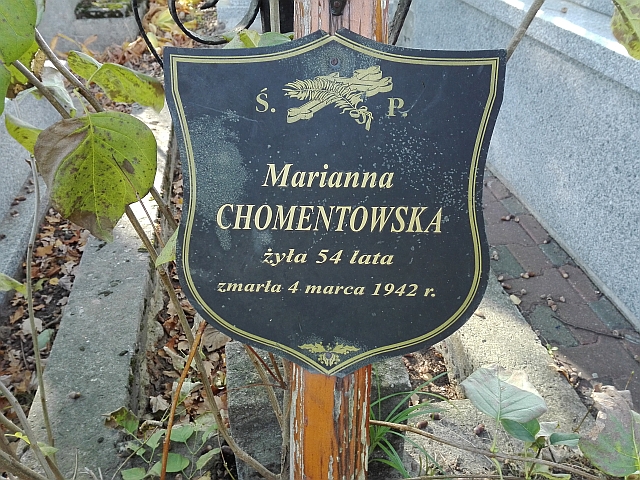 Ś. P.
Marianna
CHOMENTOWSKA
żyła 54 lata
zmarła 4 marca 1942 r.